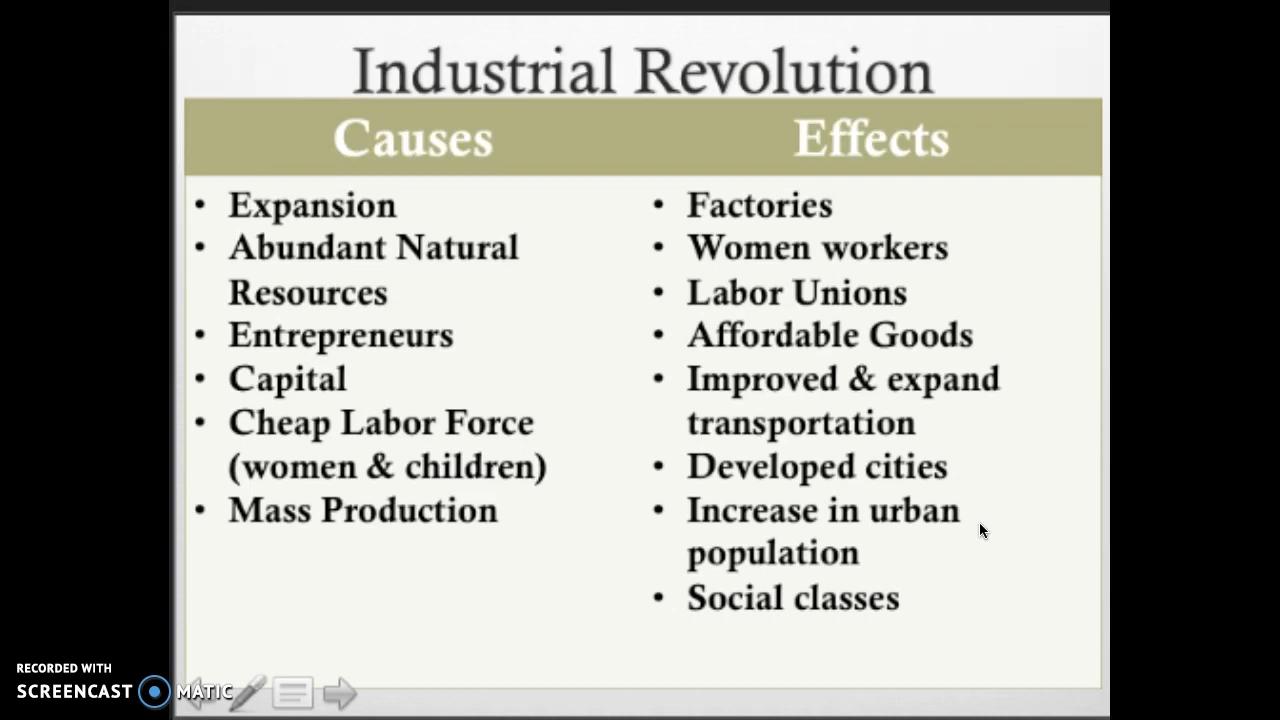 Industrial Revolution
Causes
• Expansion
• Abundant Natural
Resources
• Entrepreneurs
• Capital
• Cheap Labor Force
(women & children)
• Mass Production
Effects
• Factories
• Women workers
• Labor Unions
• Affordable Goods
• Improved & expand
transportation
• Developed cities
• Increase in urban
population
• Social classes
RECORDED WITH
SCREENCAST MATIC